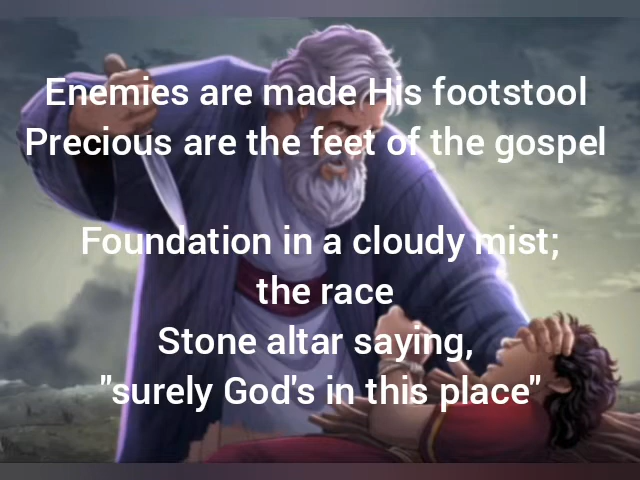 Enemies are made His footstool
Precious are the feet of the gospel
Foundation in a cloudy mist;
the race
Stone altar saying,
"surely God's in this place"